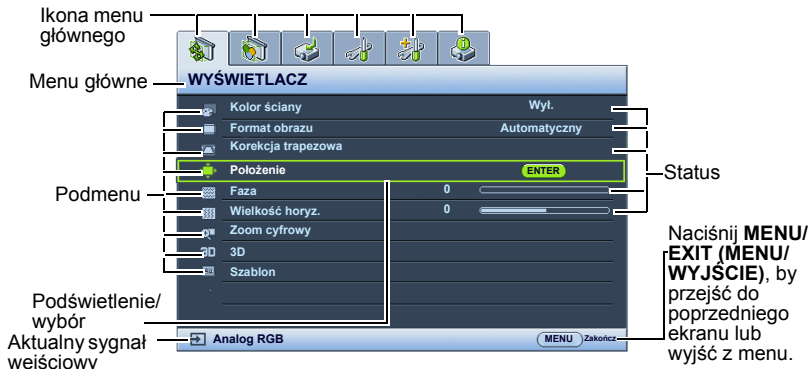 Ikona menu
głównego
Menu główne
WYŚWIETLACZ
Kolor ściany Wył.
Format obrazu Automatyczny
Korekcja trapezowa
Położenie ENTER
Faza 0
Wielkość horyz. 0
Zoom cyfrowy
3D 3D
Szablon
Podmenu
Status
Podświetlenie/
wybór
Aktualny sygnał
wejściowy
Analog RGB
MENU Zakończ
Naciśnij MENU/
EXIT (MENU/
WYJŚCIE), by
przejść do
poprzedniego
ekranu lub
wyjść z menu.